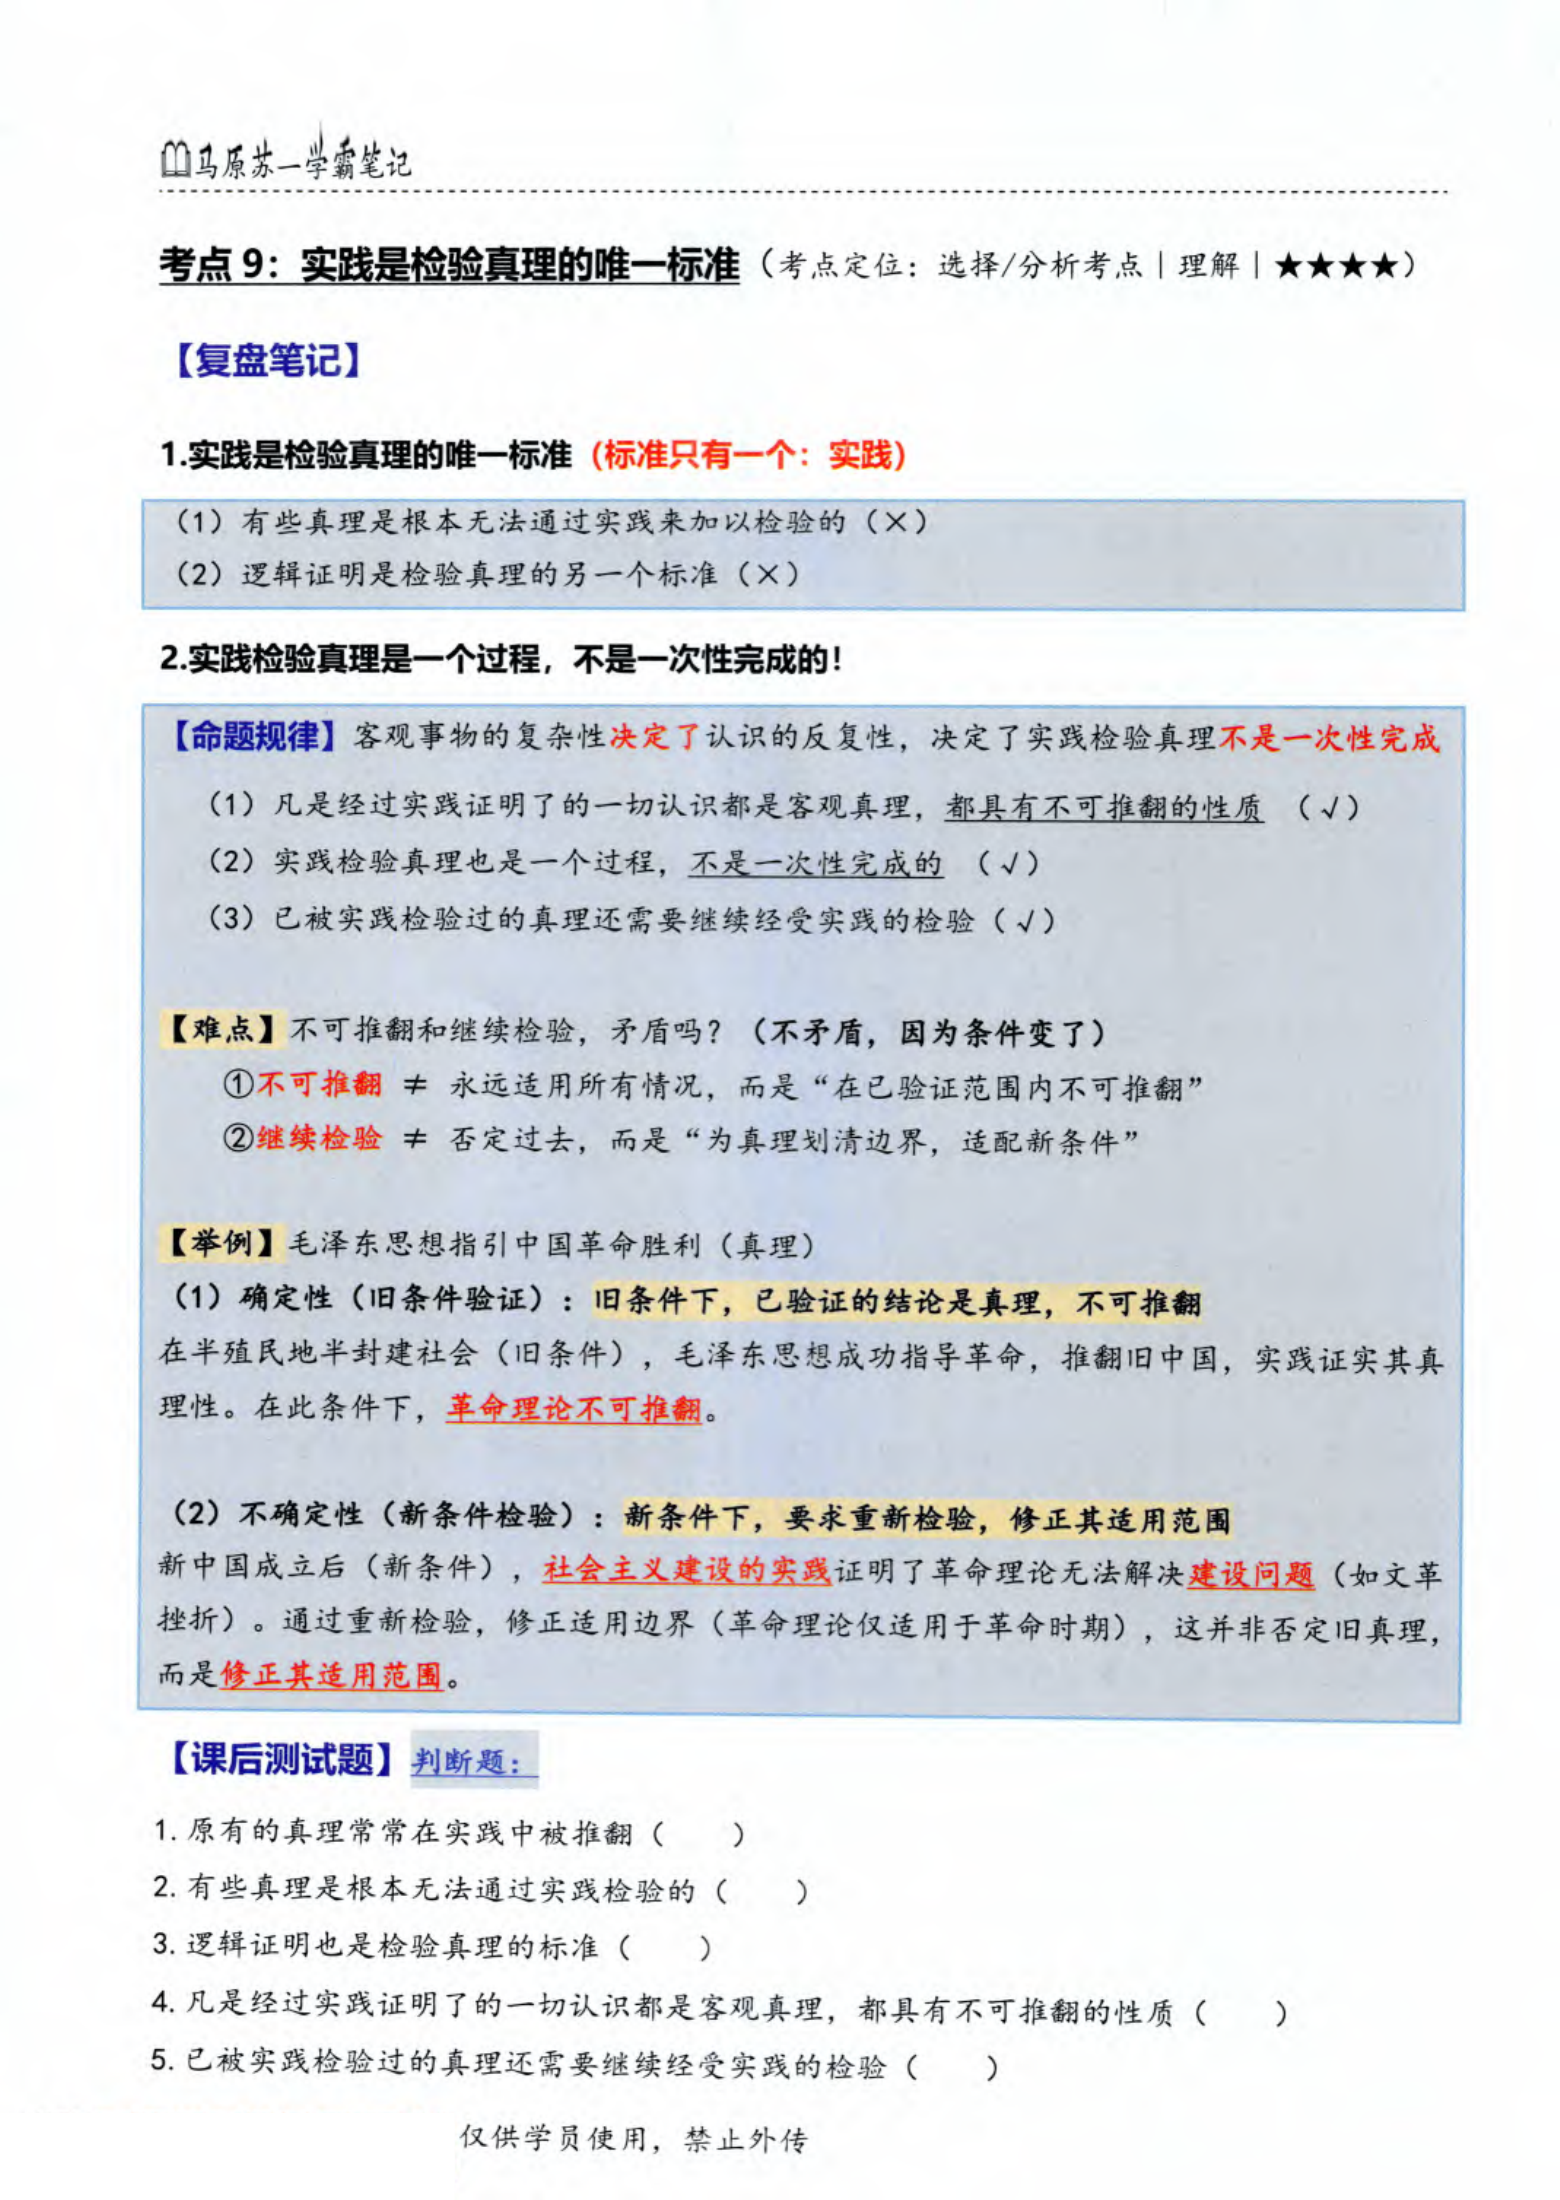 马原苏一学霸笔记
考点 9：实践是检验真理的唯一标准（考点定位：选择/分析考点｜理解｜★★★★）
【复盘笔记】
1.实践是检验真理的唯一标准（标准只有一个：实践）
（1）有些真理是根本无法通过实践来加以检验的（×）
（2）逻辑证明是检验真理的另一个标准（×）
2.实践检验真理是一个过程，不是一次性完成的！
【命题规律】客观事物的复杂性决定了认识的反复性，决定了实践检验真理不是一次性完成
（1）凡是经过实践证明了的一切认识都是客观真理，都具有不可推翻的性质 （√）
（2）实践检验真理也是一个过程，不是一次性完成的 （√）
（3）已被实践检验过的真理还需要继续经受实践的检验（√）
【难点】不可推翻和继续检验，矛盾吗？（不矛盾，因为条件变了）
①不可推翻 ≠ 永远适用所有情况，而是“在已验证范围内不可推翻”
②继续检验 ≠ 否定过去，而是“为真理划清边界，适配新条件”
【举例】毛泽东思想指引中国革命胜利（真理）
（1）确定性（旧条件验证）：旧条件下，已验证的结论是真理，不可推翻
在半殖民地半封建社会（旧条件），毛泽东思想成功指导革命，推翻旧中国，实践证实其真
理性。在此条件下，革命理论不可推翻。
（2）不确定性（新条件检验）：新条件下，要求重新检验，修正其适用范围
新中国成立后（新条件），社会主义建设的实践证明了革命理论无法解决建设问题（如文革
挫折）。通过重新检验，修正适用边界（革命理论仅适用于革命时期），这并非否定旧真理，
而是修正其适用范围。
【课后测试题】判断题：
1. 原有的真理常常在实践中被推翻（ ）
2. 有些真理是根本无法通过实践检验的（ ）
3. 逻辑证明也是检验真理的标准（ ）
4. 凡是经过实践证明了的一切认识都是客观真理，都具有不可推翻的性质（ ）
5. 已被实践检验过的真理还需要继续经受实践的检验（ ）
仅供学员使用，禁止外传